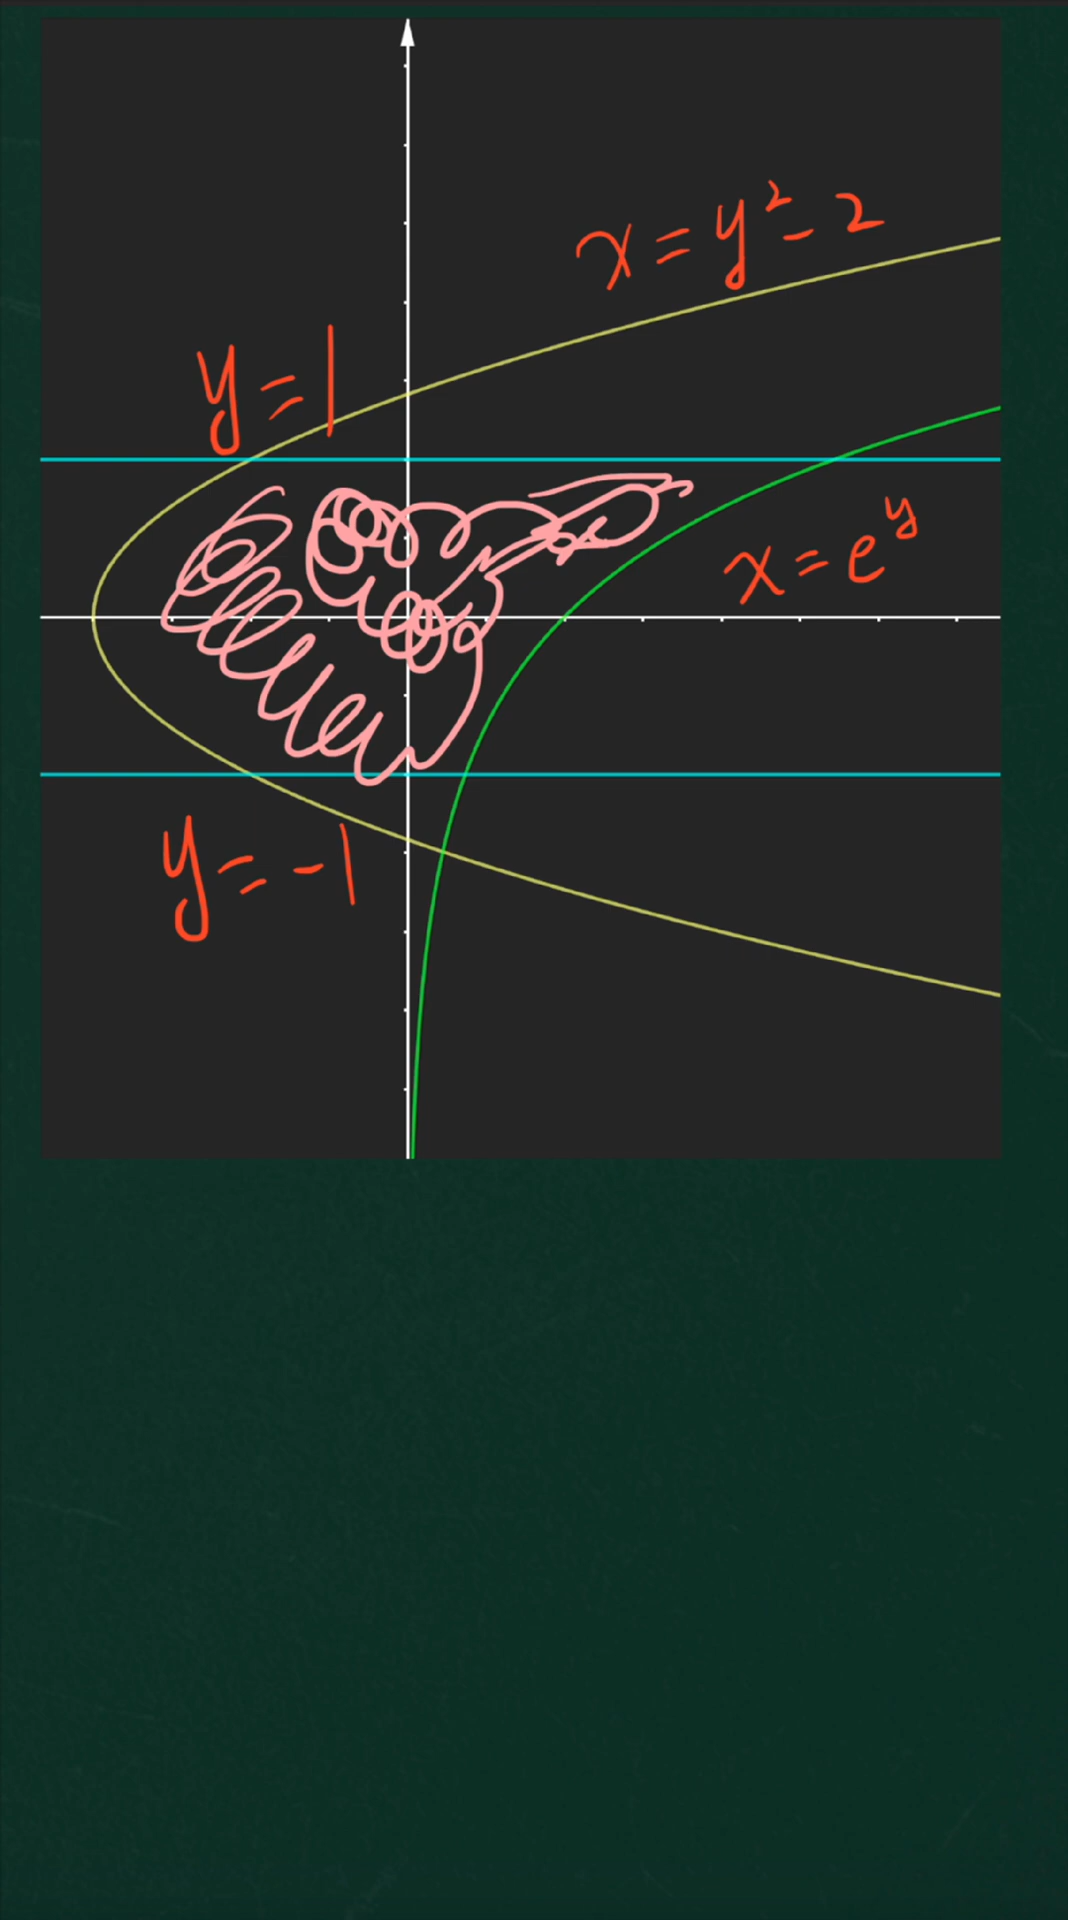 x = y² - 2
y = 1
x = e^y
y = -1